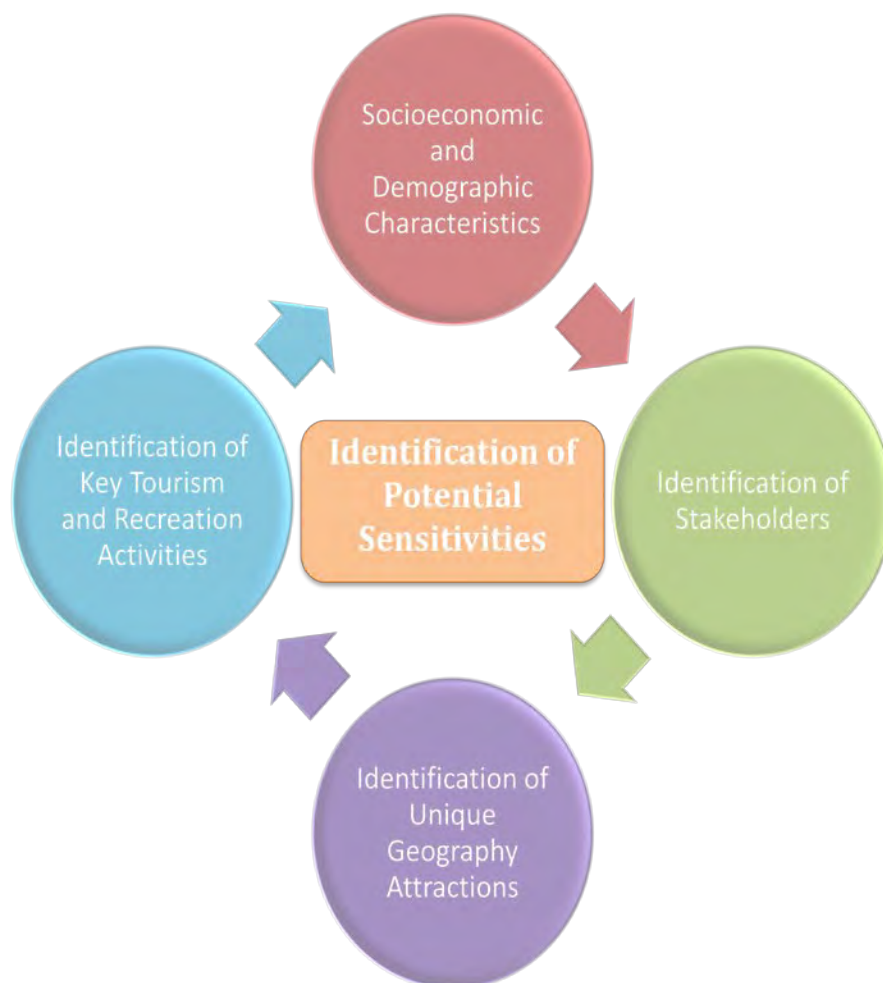 Socioeconomic
and
Demographic
Characteristics
Identification of
Key Tourism
and Recreation
Activities
Identification of
Potential
Sensitivities
Identification of
Stakeholders
Identification of
Unique
Geography
Attractions